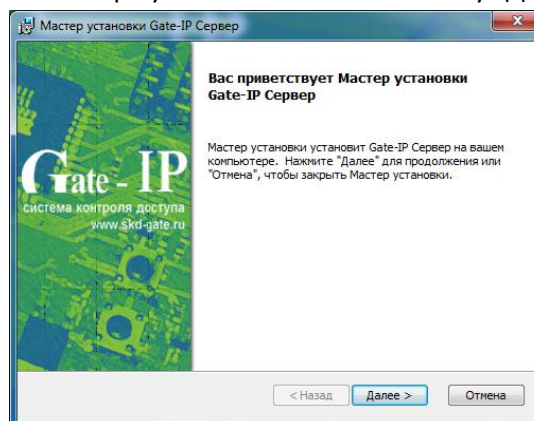 Мастер установки Gate-IP Сервер
Вас приветствует Мастер установки
Gate-IP Сервер
Мастер установки установит Gate-IP Сервер на вашем
компьютере. Нажмите "Далее" для продолжения или
"Отмена", чтобы закрыть Мастер установки.
Gate - IP
система контроля доступа
www.skd-gate.ru
< Назад
Далее >
Отмена